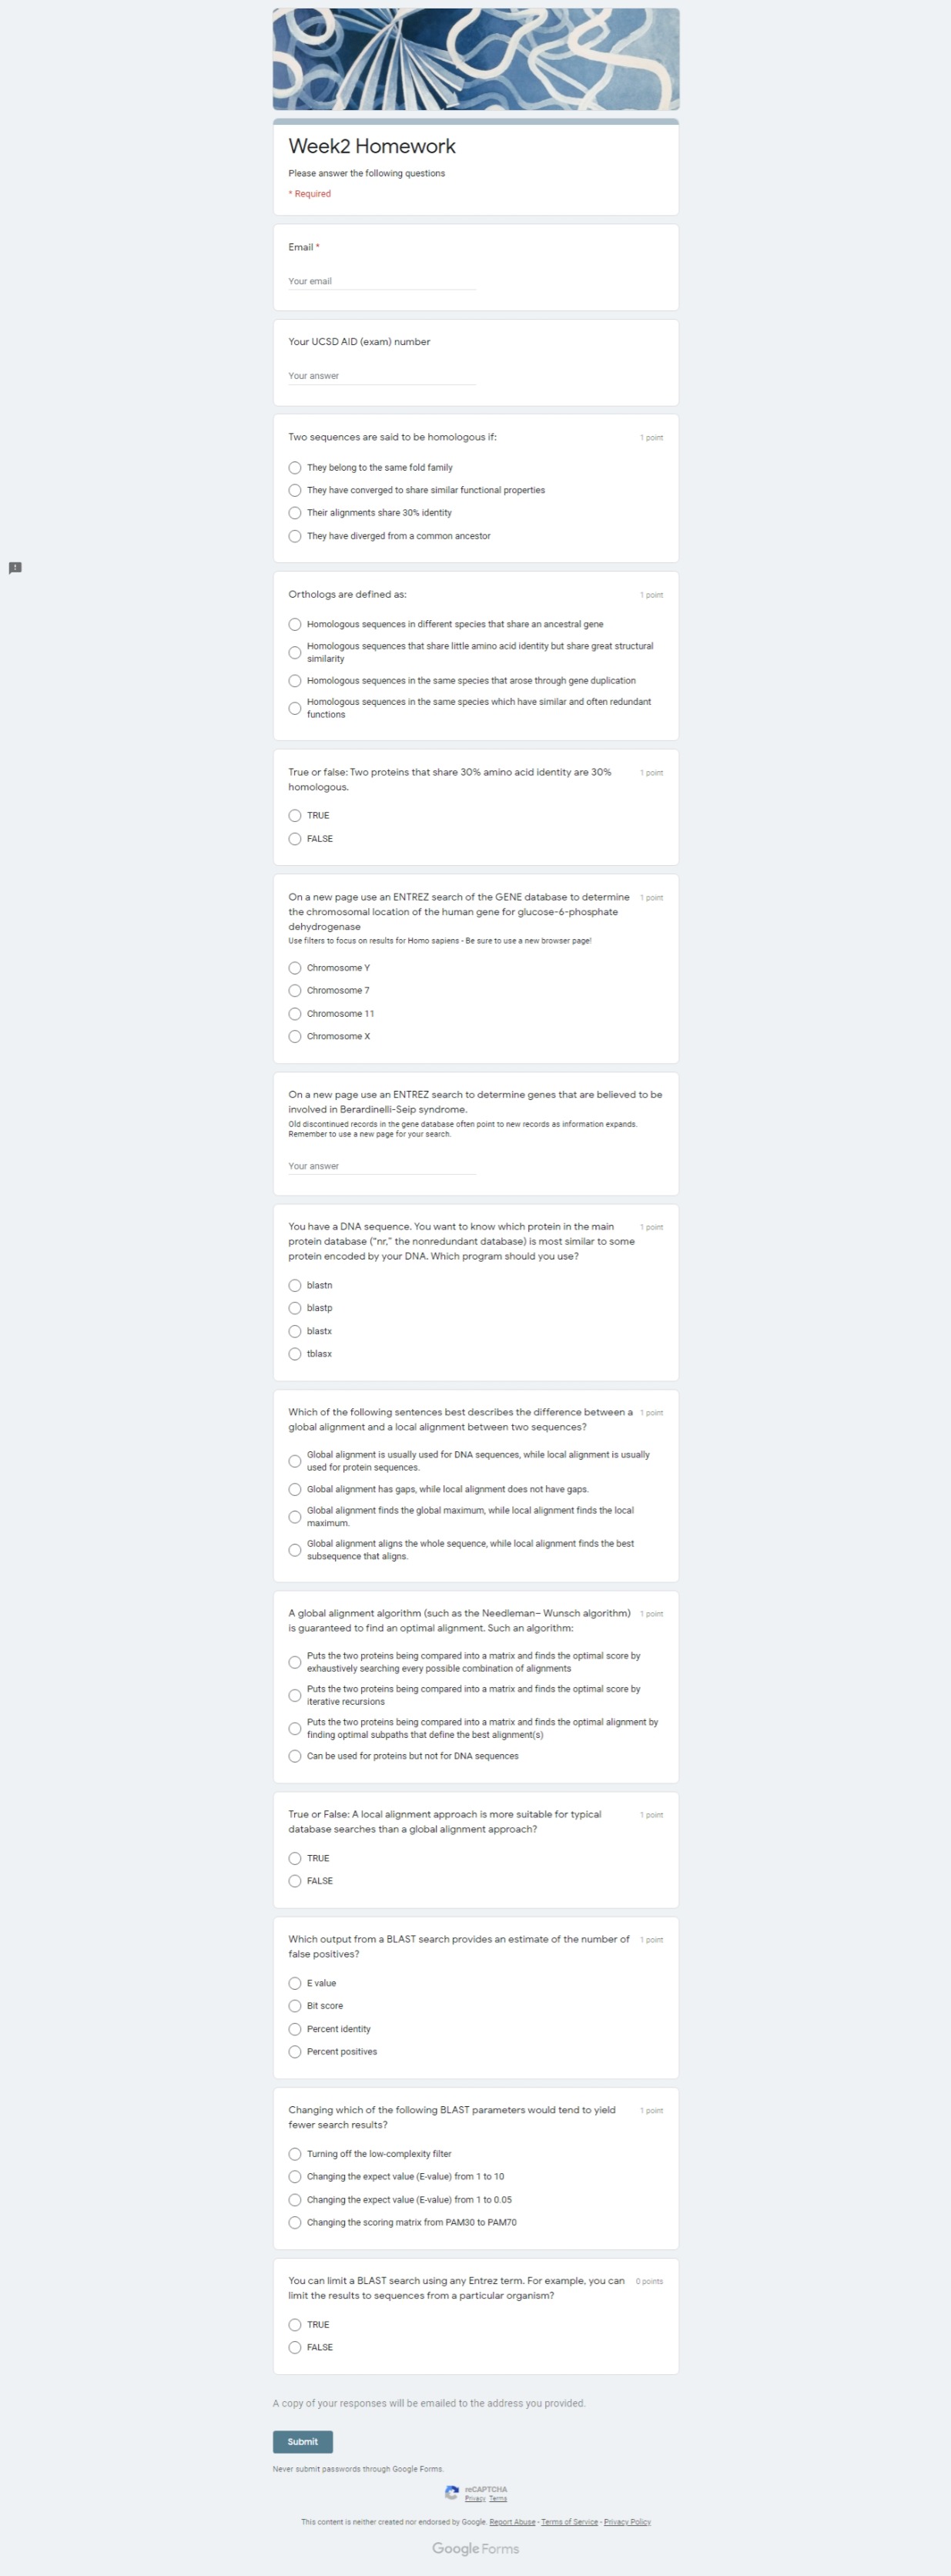 Week2 Homework
Please answer the following questions
* Required
Email *
Your email
Your UCSD AID (exam) number
Your answer
Two sequences are said to be homologous if:
1 point
They belong to the same fold family
They have converged to share similar functional properties
Their alignments share 30% identity
They have diverged from a common ancestor
Orthologs are defined as:
1 point
Homologous sequences in different species that share an ancestral gene
Homologous sequences that share little amino acid identity but share great structural
similarity
Homologous sequences in the same species that arose through gene duplication
Homologous sequences in the same species which have similar and often redundant
functions
True or false: Two proteins that share 30% amino acid identity are 30%
1 point
homologous.
TRUE
FALSE
On a new page use an ENTREZ search of the GENE database to determine
1 point
the chromosomal location of the human gene for glucose-6-phosphate
dehydrogenase
Use filters to focus on results for Homo sapiens - Be sure to use a new browser page!
Chromosome Y
Chromosome 7
Chromosome 11
Chromosome X
On a new page use an ENTREZ search to determine genes that are believed to be
involved in Berardinelli-Seip syndrome.
Old discontinued records in the gene database often point to new records as information expands.
Remember to use a new page for your search.
Your answer
You have a DNA sequence. You want to know which protein in the main
1 point
protein database ("nr," the nonredundant database) is most similar to some
protein encoded by your DNA. Which program should you use?
blastn
blastp
blastx
tblasx
Which of the following sentences best describes the difference between a
1 point
global alignment and a local alignment between two sequences?
Global alignment is usually used for DNA sequences, while local alignment is usually
used for protein sequences.
Global alignment has gaps, while local alignment does not have gaps.
Global alignment finds the global maximum, while local alignment finds the local
maximum.
Global alignment aligns the whole sequence, while local alignment finds the best
subsequence that aligns.
A global alignment algorithm (such as the Needleman– Wunsch algorithm)
1 point
is guaranteed to find an optimal alignment. Such an algorithm:
Puts the two proteins being compared into a matrix and finds the optimal score by
exhaustively searching every possible combination of alignments
Puts the two proteins being compared into a matrix and finds the optimal score by
iterative recursions
Puts the two proteins being compared into a matrix and finds the optimal alignment by
finding optimal subpaths that define the best alignment(s)
Can be used for proteins but not for DNA sequences
True or False: A local alignment approach is more suitable for typical
1 point
database searches than a global alignment approach?
TRUE
FALSE
Which output from a BLAST search provides an estimate of the number of
1 point
false positives?
E value
Bit score
Percent identity
Percent positives
Changing which of the following BLAST parameters would tend to yield
1 point
fewer search results?
Turning off the low-complexity filter
Changing the expect value (E-value) from 1 to 10
Changing the expect value (E-value) from 1 to 0.05
Changing the scoring matrix from PAM30 to PAM70
You can limit a BLAST search using any Entrez term. For example, you can
0 points
limit the results to sequences from a particular organism?
TRUE
FALSE
A copy of your responses will be emailed to the address you provided.
Submit
Never submit passwords through Google Forms.
reCAPTCHA
Privacy Terms
This content is neither created nor endorsed by Google. Report Abuse - Terms of Service - Privacy Policy
Google Forms